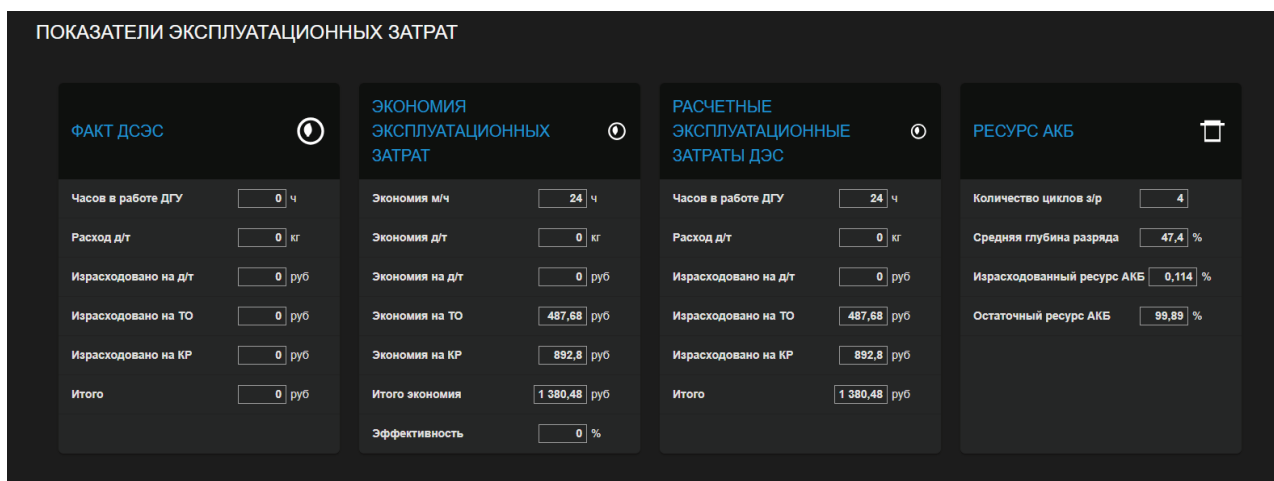 ПОКАЗАТЕЛИ ЭКСПЛУАТАЦИОННЫХ ЗАТРАТ
ФАКТ ДСЭС
Часов в работе ДГУ 0 ч
Расход д/т 0 кг
Израсходовано на д/т 0 руб
Израсходовано на ТО 0 руб
Израсходовано на КР 0 руб
Итого 0 руб
ЭКОНОМИЯ
ЭКСПЛУАТАЦИОННЫХ
ЗАТРАТ
Экономия м/ч 24 ч
Экономия д/т 0 кг
Экономия на д/т 0 руб
Экономия на ТО 487,68 руб
Экономия на КР 892,8 руб
Итого экономия 1 380,48 руб
Эффективность 0 %
РАСЧЕТНЫЕ
ЭКСПЛУАТАЦИОННЫЕ
ЗАТРАТЫ ДЭС
Часов в работе ДГУ 24 ч
Расход д/т 0 кг
Израсходовано на д/т 0 руб
Израсходовано на ТО 487,68 руб
Израсходовано на КР 892,8 руб
Итого 1 380,48 руб
РЕСУРС АКБ
Количество циклов з/р 4
Средняя глубина разряда 47,4 %
Израсходованный ресурс АКБ 0,114 %
Остаточный ресурс АКБ 99,89 %